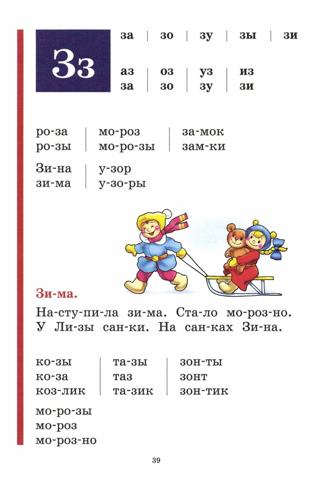 Зз
за | зо | зу | зы | зи
аз | оз | уз | из
за | зо | зу | зи
ро-за | мо-роз | за-мок
ро-зы | мо-ро-зы | зам-ки
Зи-на | у-зор
зи-ма | у-зо-ры
Зи-ма.
На-сту-пи-ла зи-ма. Ста-ло мо-роз-но.
У Ли-зы сан-ки. На сан-ках Зи-на.
ко-зы | та-зы | зон-ты
ко-за | таз | зонт
коз-лик | та-зик | зон-тик
мо-ро-зы
мо-роз
мо-роз-но
39